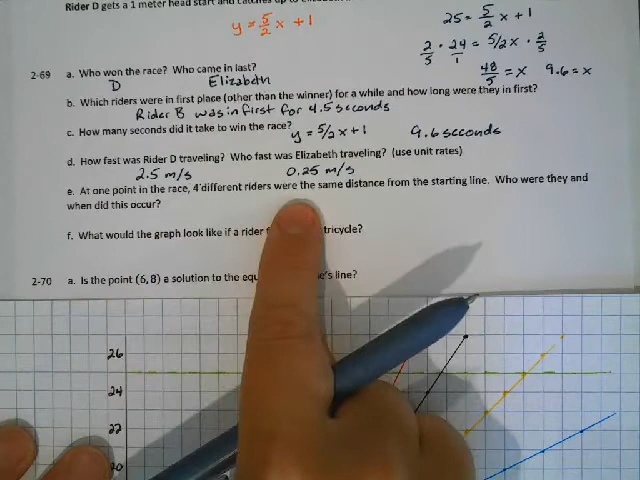 Rider D gets a 1 meter head start and catches up to
y = 5/2 x + 1
25 = 5/2 x + 1
2/5 · 24/1 = 5/2x · 2/5
48/5 = x 9.6 = x
2-69 a. Who won the race? Who came in last?
D Elizabeth
b. Which riders were in first place (other than the winner) for a while and how long were they in first?
Rider B was in first for 4.5 seconds
c. How many seconds did it take to win the race? y = 5/2x+1 9.6 seconds
d. How fast was Rider D traveling? Who fast was Elizabeth traveling? (use unit rates)
2.5 m/s 0.25 m/s
e. At one point in the race, 4 different riders were the same distance from the starting line. Who were they and
when did this occur?
f. What would the graph look like if a rider tricycle?
2-70 a. Is the point (6, 8) a solution to the line?
26
24
22
20